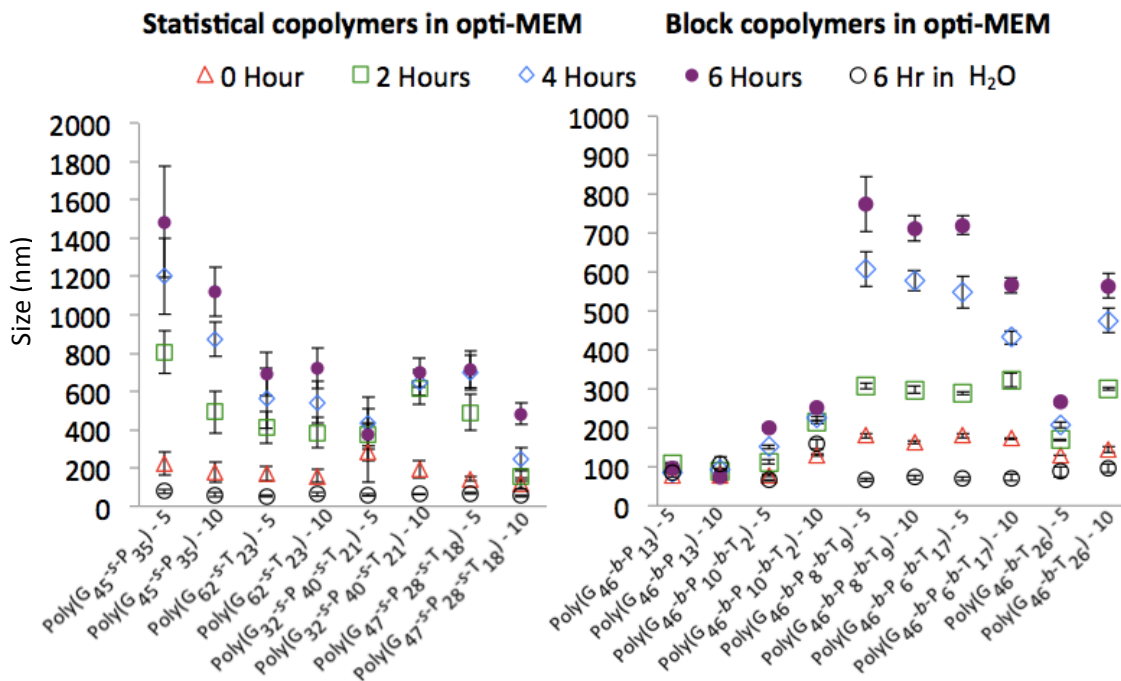 Statistical copolymers in opti-MEM
Block copolymers in opti-MEM
0 Hour
2 Hours
4 Hours
6 Hours
6 Hr in H₂O
Size (nm)
2000
1800
1600
1400
1200
1000
800
600
400
200
0
Poly(G45-s-P35) - 5
Poly(G45-s-P35) - 10
Poly(G62-s-T23) - 5
Poly(G62-s-T23) - 10
Poly(G32-s-P40-s-T21) - 5
Poly(G32-s-P40-s-T21) - 10
Poly(G47-s-P28-s-T18) - 5
Poly(G47-s-P28-s-T18) - 10
1000
900
800
700
600
500
400
300
200
100
0
Poly(G46-b-P13) - 5
Poly(G46-b-P13) - 10
Poly(G46-b-P10-b-T2) - 5
Poly(G46-b-P10-b-T2) - 10
Poly(G46-b-P8-b-T9) - 5
Poly(G46-b-P8-b-T9) - 10
Poly(G46-b-P6-b-T17) - 5
Poly(G46-b-P6-b-T17) - 10
Poly(G46-b-T26) - 5
Poly(G46-b-T26) - 10